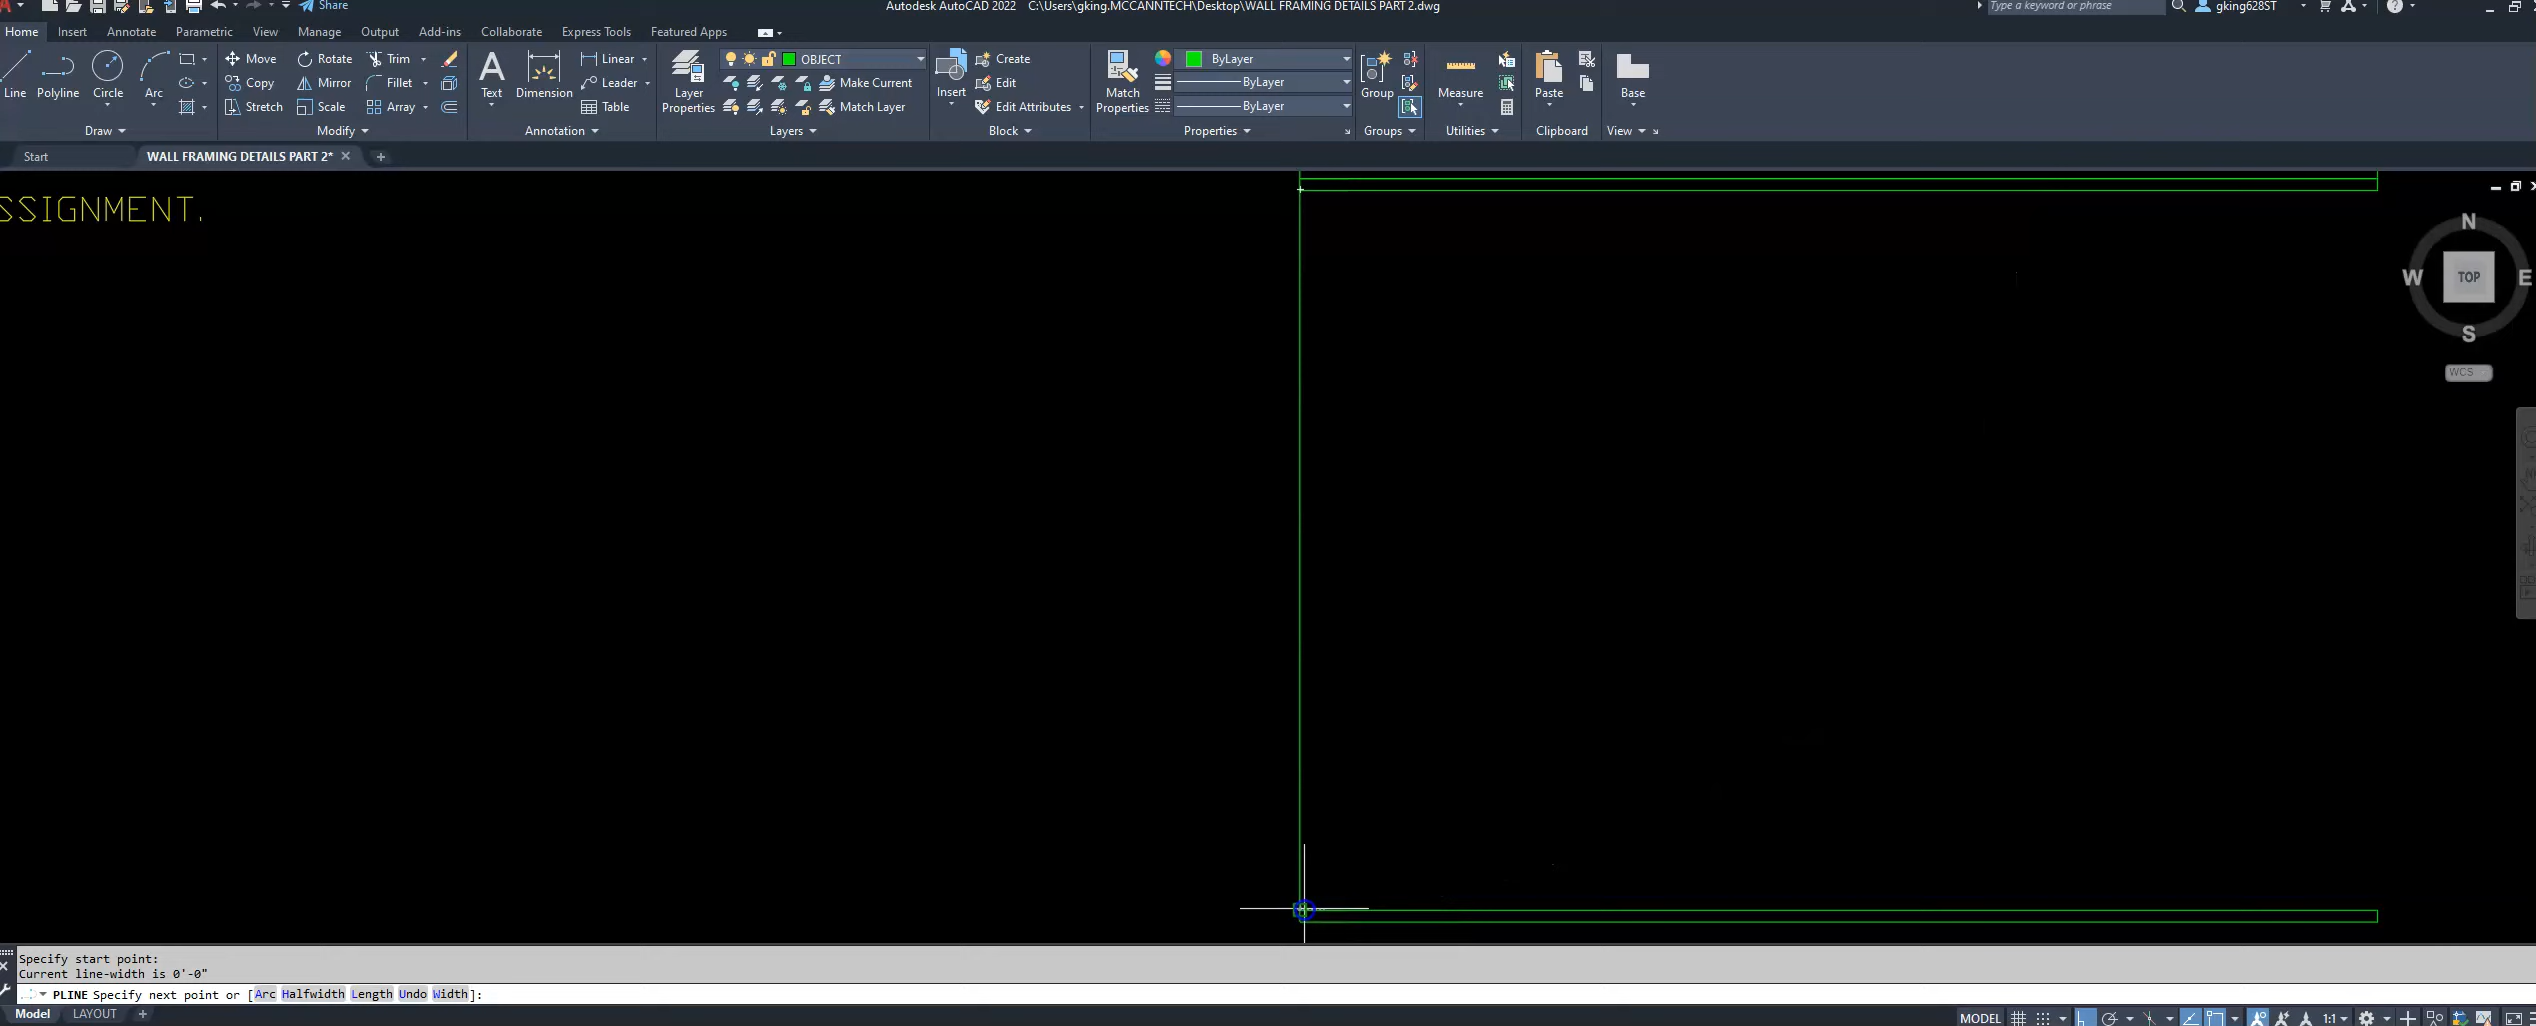 Share
Autodesk AutoCAD 2022 C:\Users\gking.MCCANNTECH\Desktop\WALL FRAMING DETAILS PART 2.dwg
Type a keyword or phrase
gking628ST
Home Insert Annotate Parametric View Manage Output Add-ins Collaborate Express Tools Featured Apps
Line Polyline Circle Arc
Move Rotate Trim
Copy Mirror Fillet
Stretch Scale Array
Text Dimension
Linear
Leader
Table
Layer Properties
OBJECT
Make Current
Match Layer
Insert
Create
Edit
Edit Attributes
Match Properties
ByLayer
ByLayer
ByLayer
Group
Measure
Paste
Base
Draw Modify Annotation Layers Block Properties Groups Utilities Clipboard View
Start WALL FRAMING DETAILS PART 2*
SSIGNMENT.
N
W TOP E
S
WCS
Specify start point:
Current line-width is 0'-0"
PLINE Specify next point or [Arc Halfwidth Length Undo Width]:
Model LAYOUT
MODEL 1:1